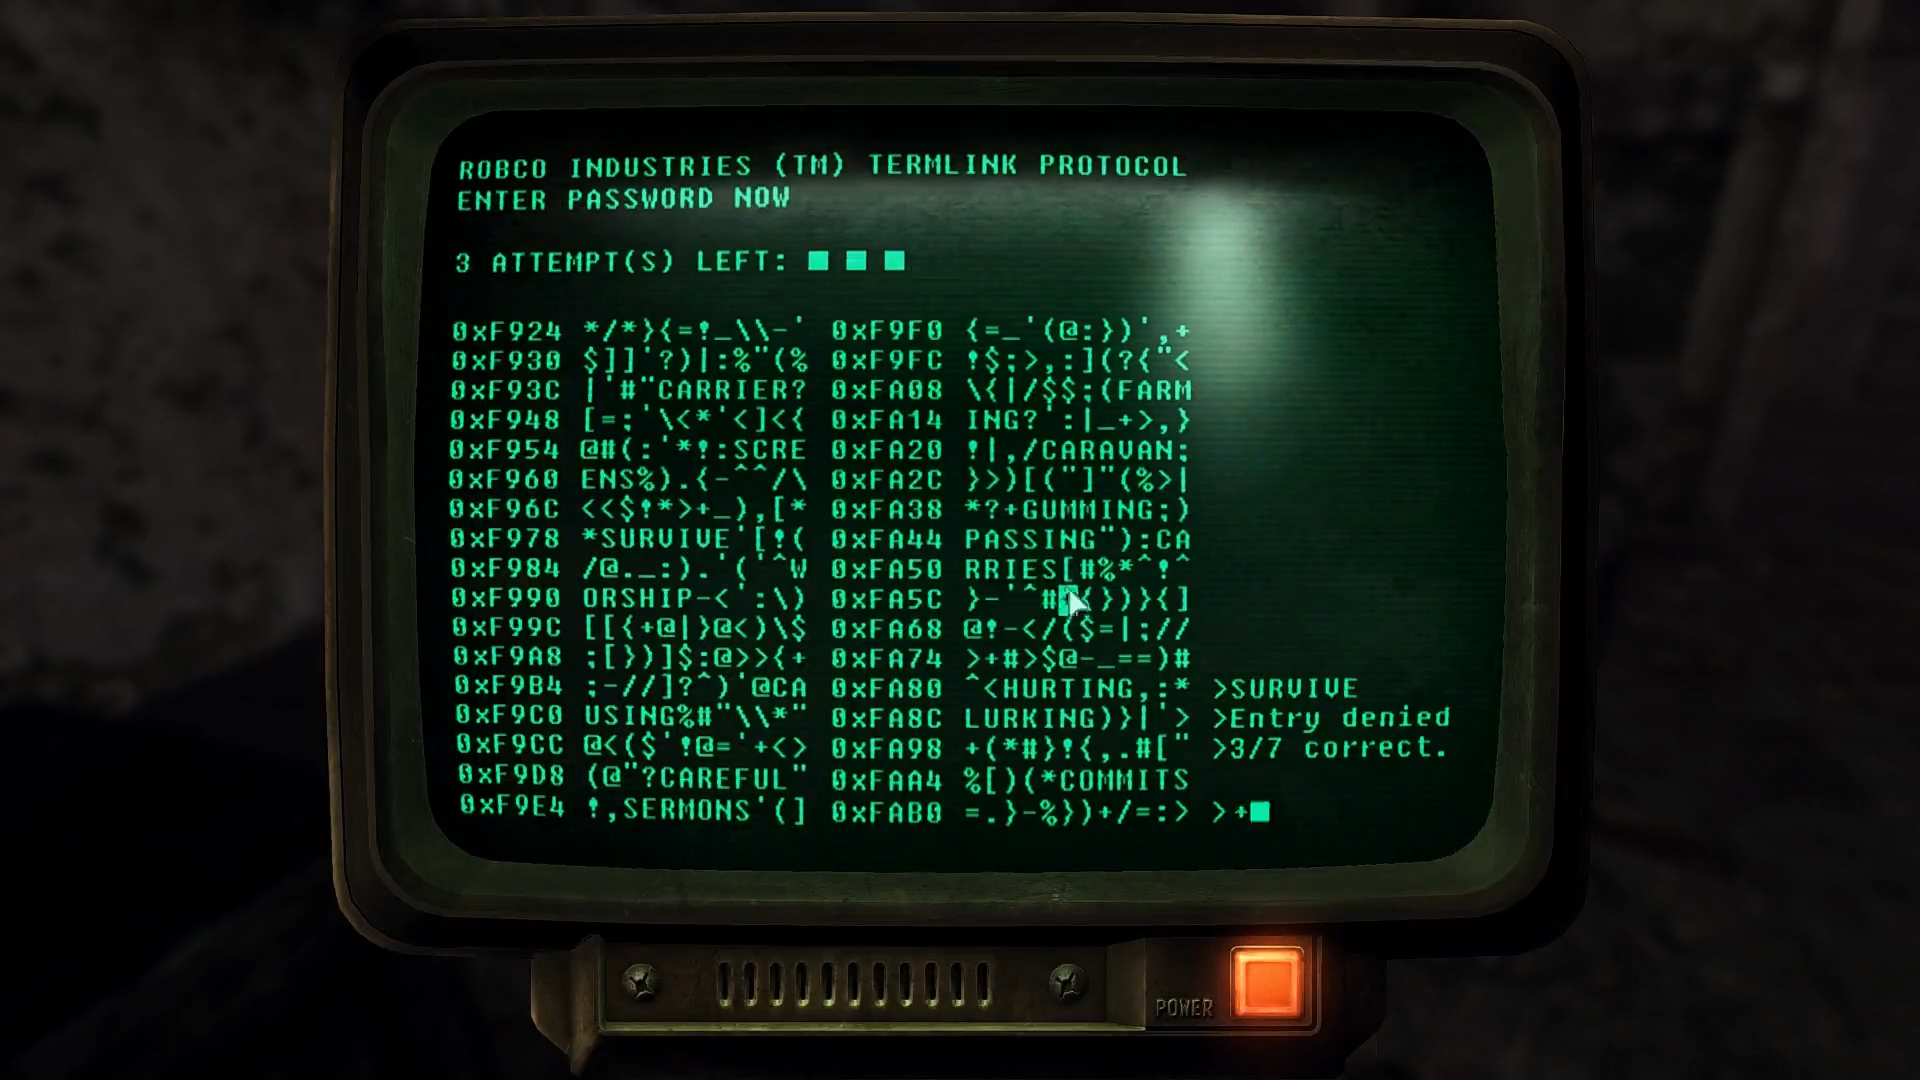 ROBCO INDUSTRIES (TM) TERMLINK PROTOCOL
ENTER PASSWORD NOW
3 ATTEMPT(S) LEFT: ■ ■ ■
0xF924 */*}{=!_\\-' 0xF9F0 {=_'(@:})',+
0xF930 $]]'?)|:%"(% 0xF9FC !$;>,:](?{"<
0xF93C |'#"CARRIER? 0xFA08 \{|/$$;(FARM
0xF948 [=;'\<*'<]<{ 0xFA14 ING?':|_+>,}
0xF954 @#(:'*!:SCRE 0xFA20 !|,/CARAVAN;
0xF960 ENS%).{-^^/\ 0xFA2C }>)[("]"(%>|
0xF96C <<$!*>+_),[* 0xFA38 *?+GUMMING;)
0xF978 *SURVIVE'[!( 0xFA44 PASSING"):CA
0xF984 /@._:).'('^W 0xFA50 RRIES[#%*^!^
0xF990 ORSHIP-<':\) 0xFA5C }-'^#{})}{]
0xF99C [[{+@|}@<)\$ 0xFA68 @!-</($=|;//
0xF9A8 ;[})]$:@>>{+ 0xFA74 >+#>$@-_==)#
0xF9B4 ;-//]?^)'@CA 0xFA80 ^<HURTING,:* >SURVIVE
0xF9C0 USING%#"\\*" 0xFA8C LURKING)}|'> >Entry denied
0xF9CC @<($'!@='+<> 0xFA98 +(*#}!{,.#[" >3/7 correct.
0xF9D8 (@"?CAREFUL" 0xFAA4 %[)(*COMMITS
0xF9E4 !,SERMONS'(] 0xFAB0 =.}-%})+/=:> >+■
POWER